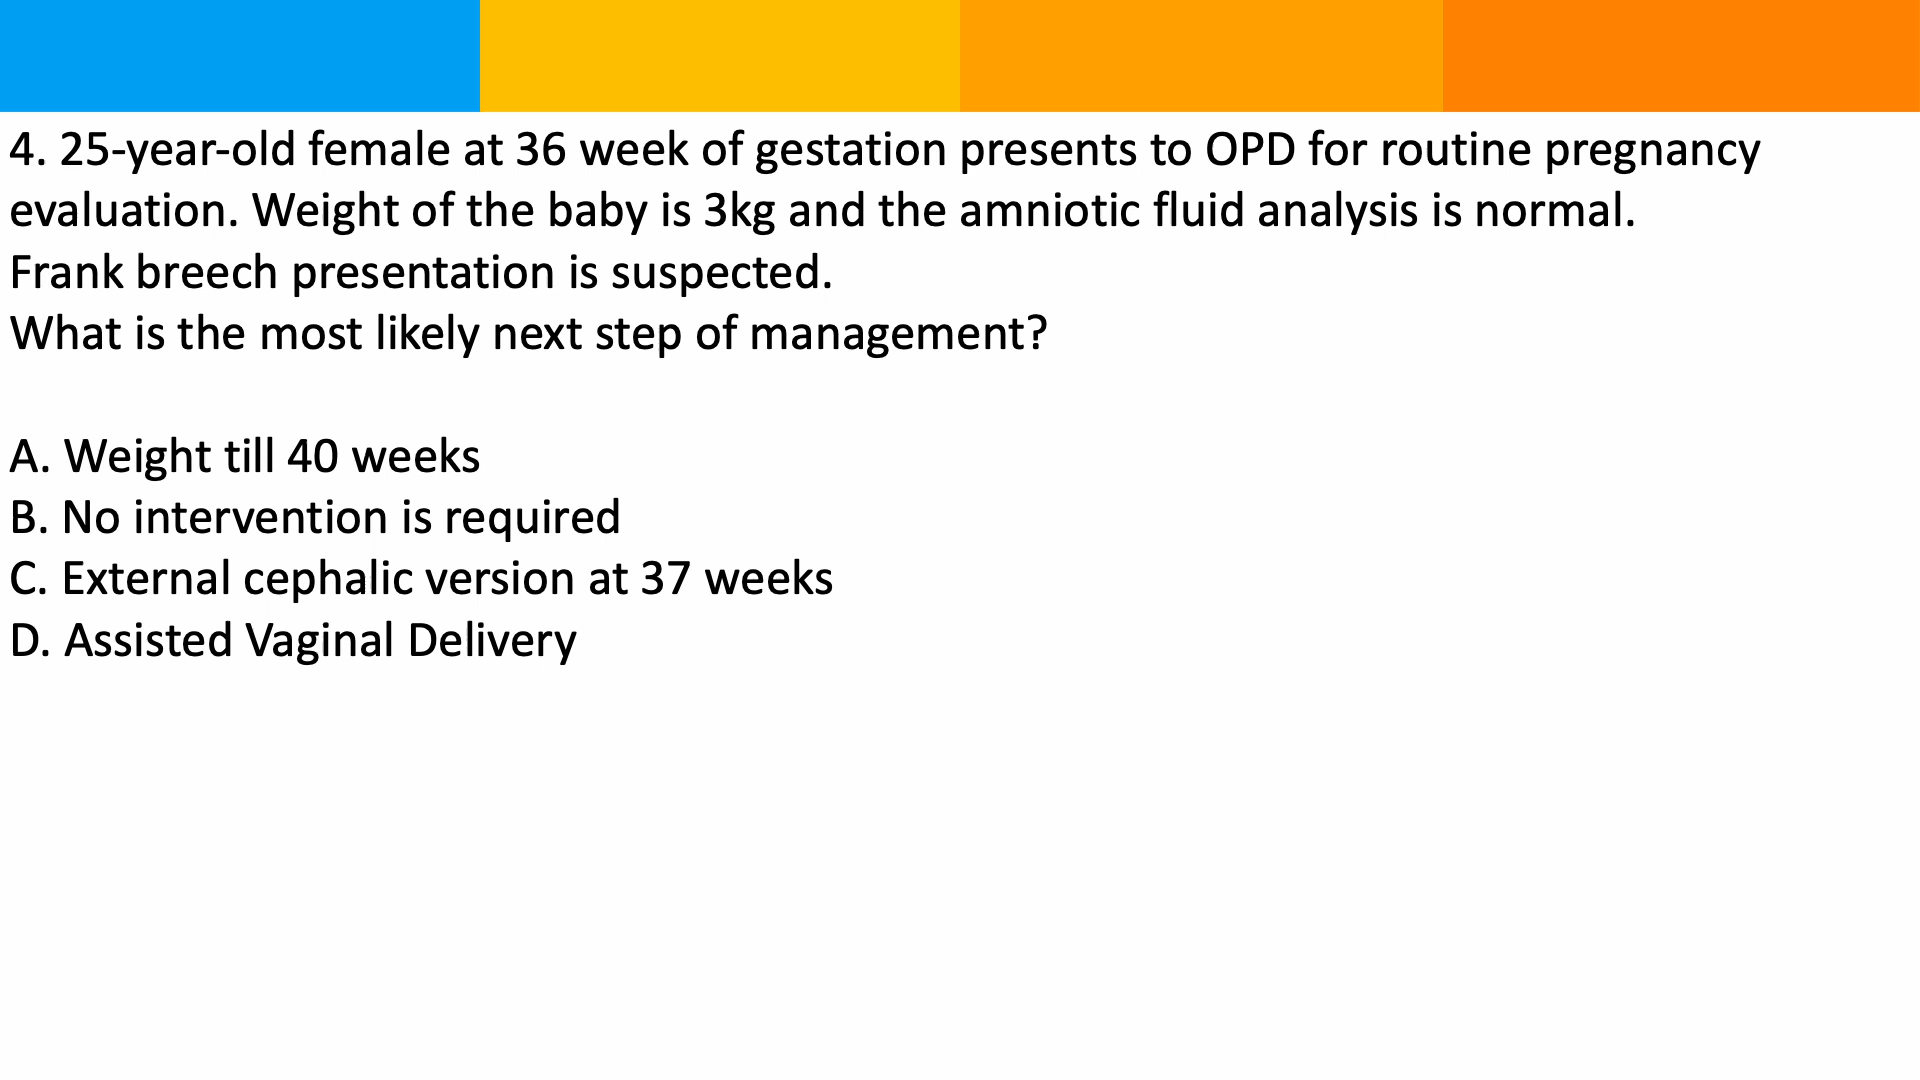 4. 25-year-old female at 36 week of gestation presents to OPD for routine pregnancy
evaluation. Weight of the baby is 3kg and the amniotic fluid analysis is normal.
Frank breech presentation is suspected.
What is the most likely next step of management?
A. Weight till 40 weeks
B. No intervention is required
C. External cephalic version at 37 weeks
D. Assisted Vaginal Delivery